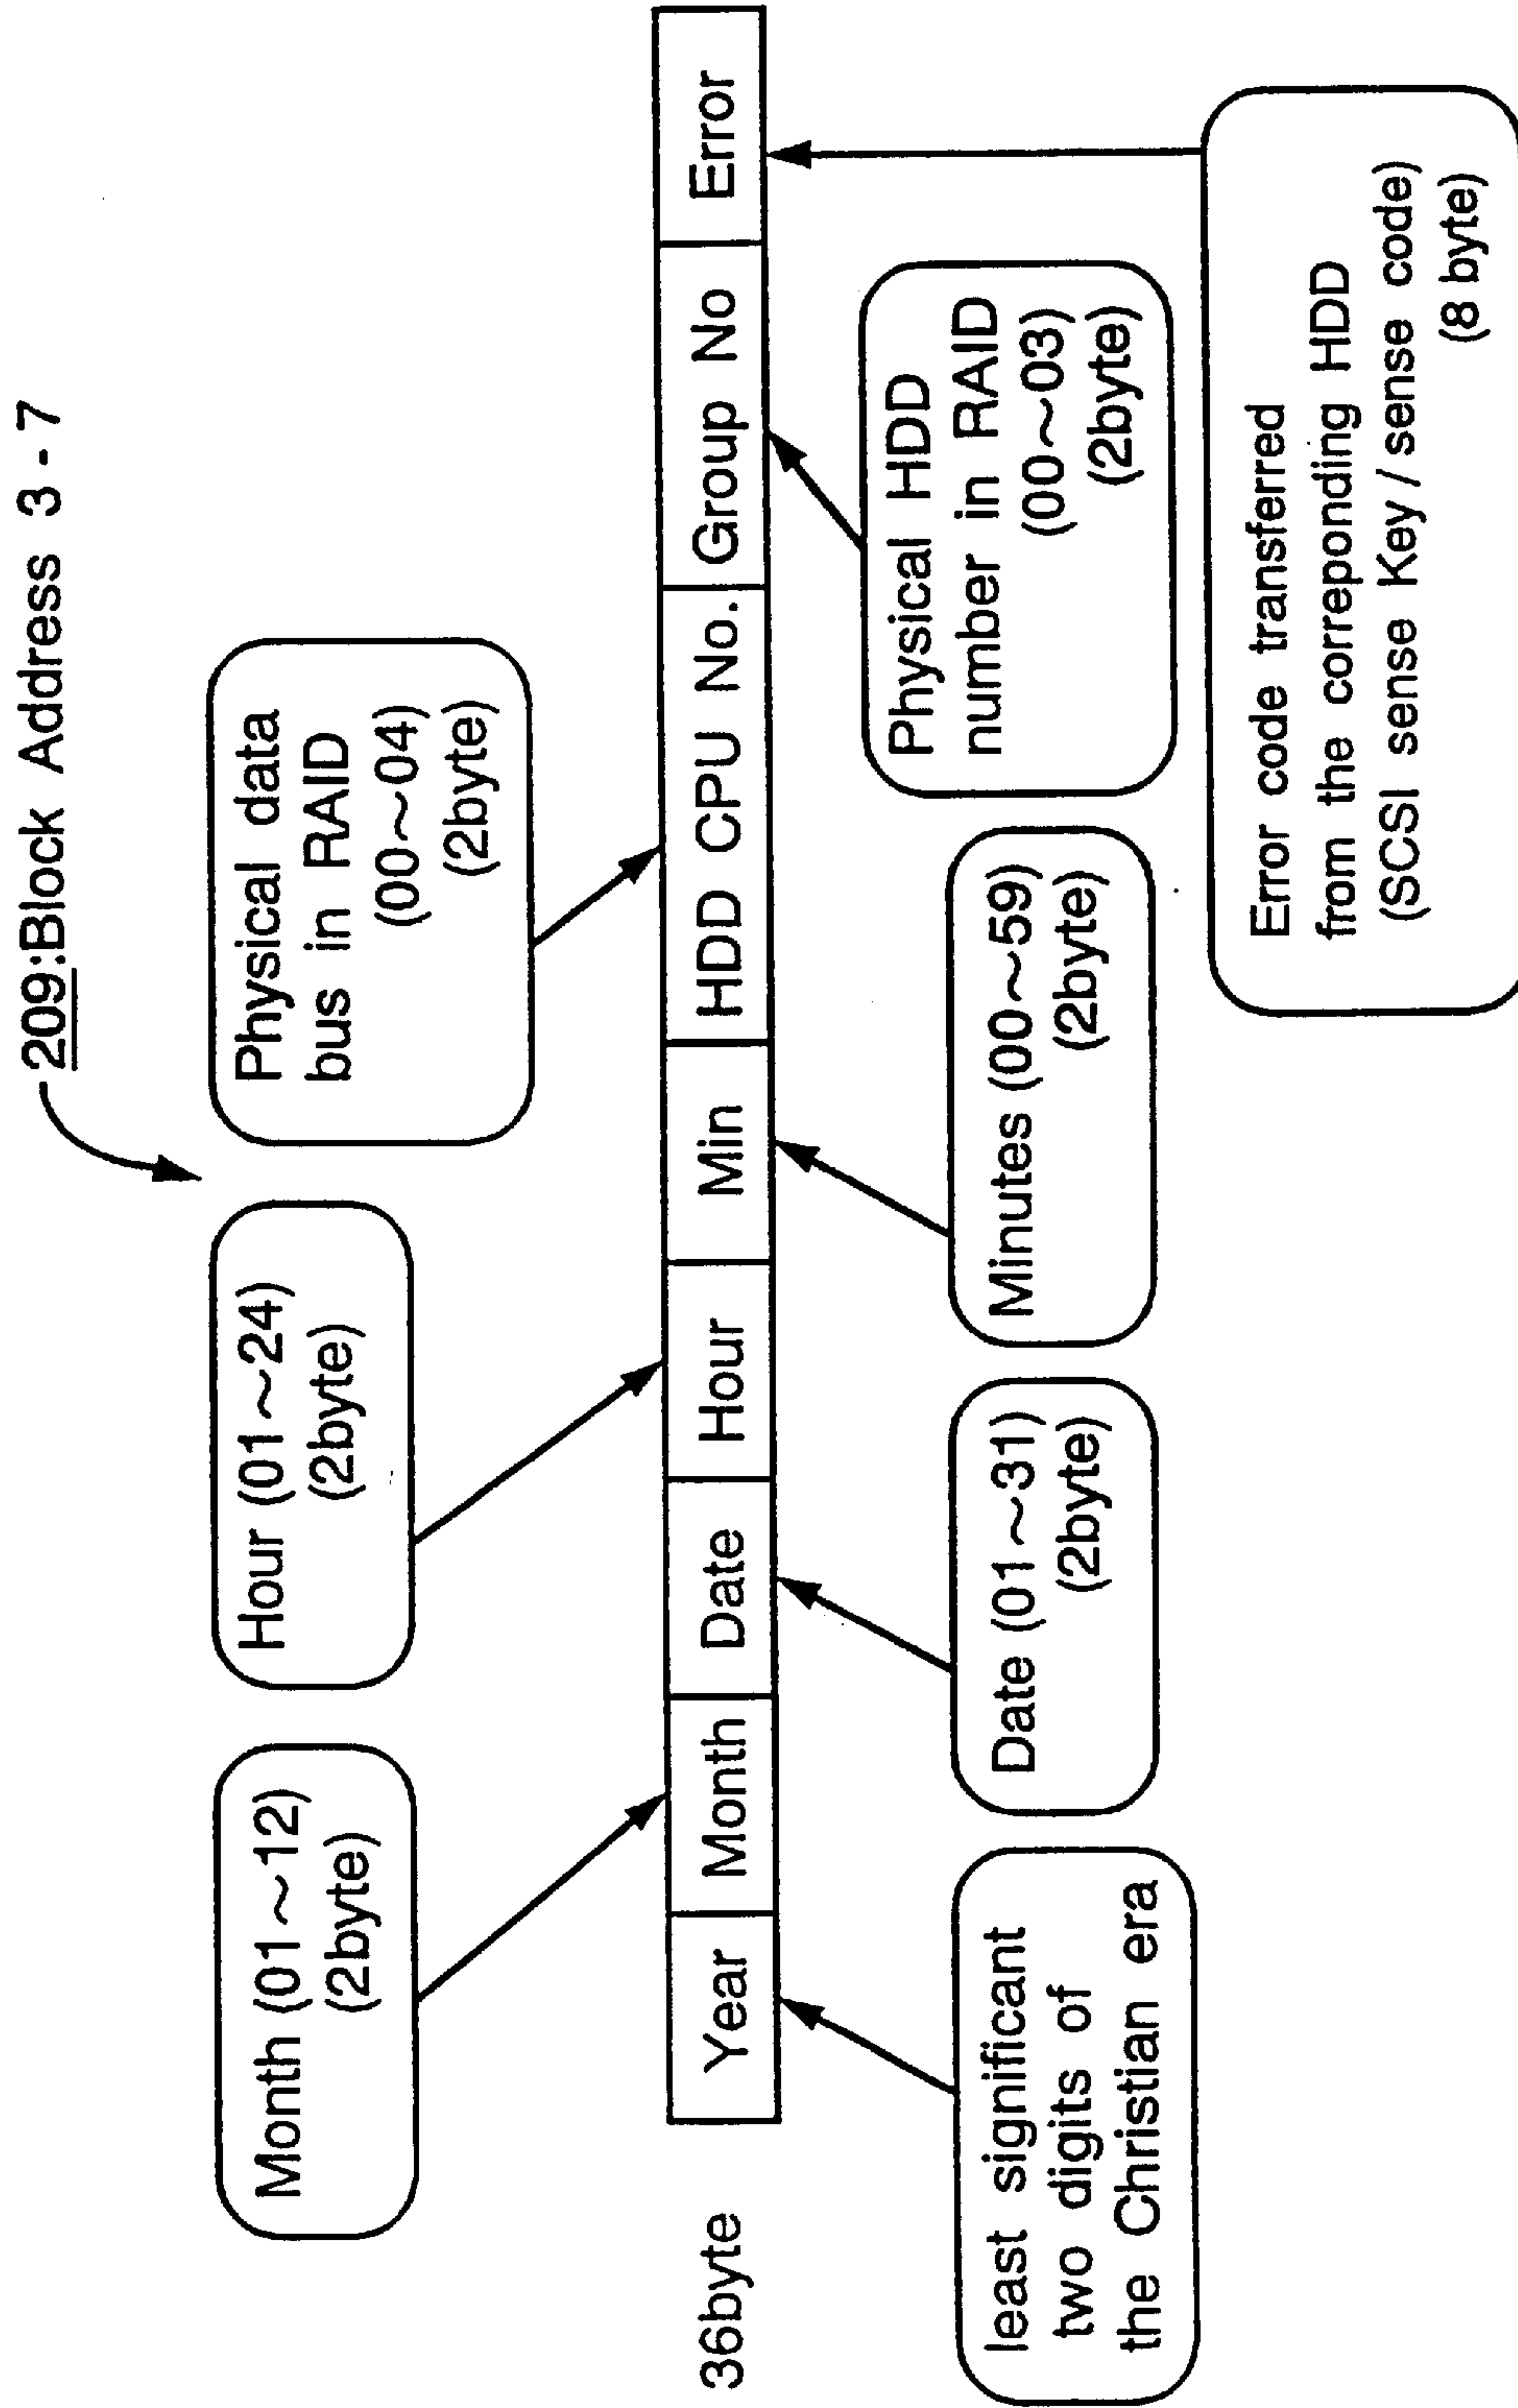 209:Block Address 3 - 7
Month (01~12)
(2byte)
Hour (01~24)
(2byte)
Physical data
bus in RAID
(00~04)
(2byte)
36byte
Year
Month
Date
Hour
Min
HDD CPU No.
Group No
Error
least significant
two digits of
the Christian era
Date (01~31)
(2byte)
Minutes (00~59)
(2byte)
Physical HDD
number in RAID
(00~03)
(2byte)
Error code transferred
from the correponding HDD
(SCSI sense Key / sense code)
(8 byte)